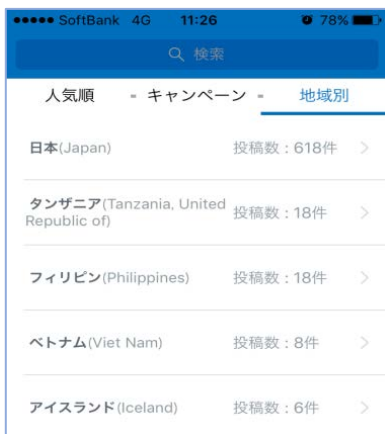 ●●●●● SoftBank 4G 11:26 78%
検索
人気順 - キャンペーン - 地域別
日本(Japan) 投稿数：618件
タンザニア(Tanzania, United Republic of) 投稿数：18件
フィリピン(Philippines) 投稿数：18件
ベトナム(Viet Nam) 投稿数：8件
アイスランド(Iceland) 投稿数：6件